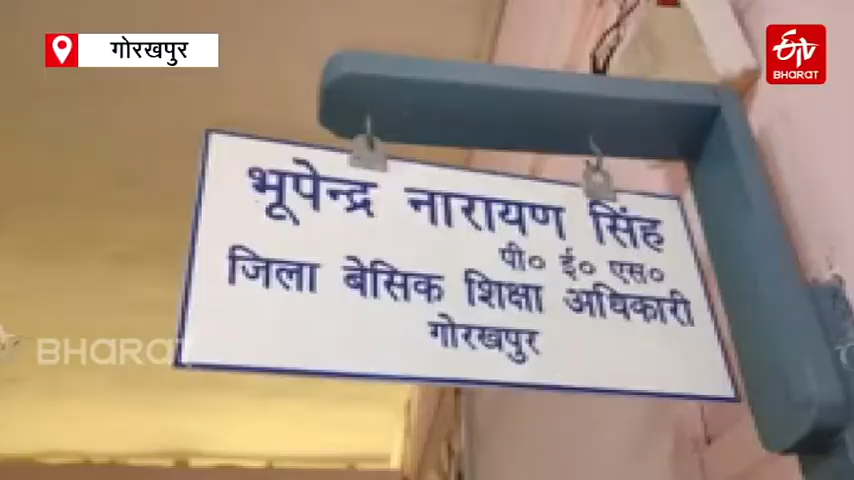 गोरखपुर
ETV
BHARAT
भूपेन्द्र नारायण सिंह
पी० ई० एस०
जिला बेसिक शिक्षा अधिकारी
गोरखपुर
BHARAT